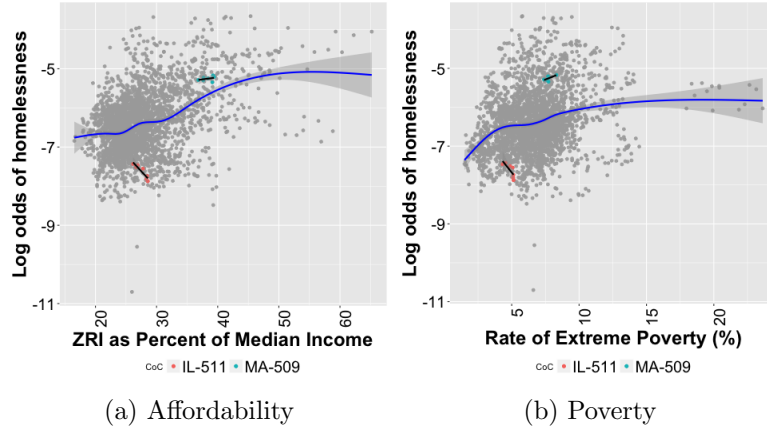 Log odds of homelessness
-5
-7
-9
-11
20
30
40
50
60
ZRI as Percent of Median Income
CoC IL-511 MA-509
(a) Affordability
Log odds of homelessness
-5
-7
-9
-11
5
10
15
20
Rate of Extreme Poverty (%)
CoC IL-511 MA-509
(b) Poverty